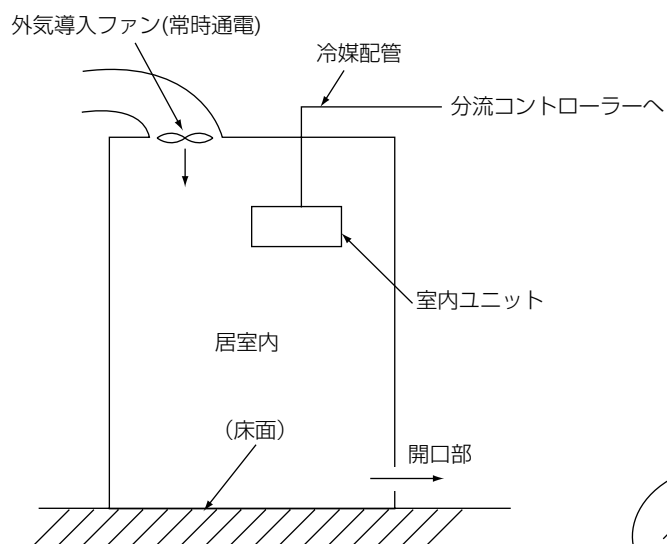 外気導入ファン(常時通電)
冷媒配管
分流コントローラーへ
室内ユニット
居室内
(床面)
開口部